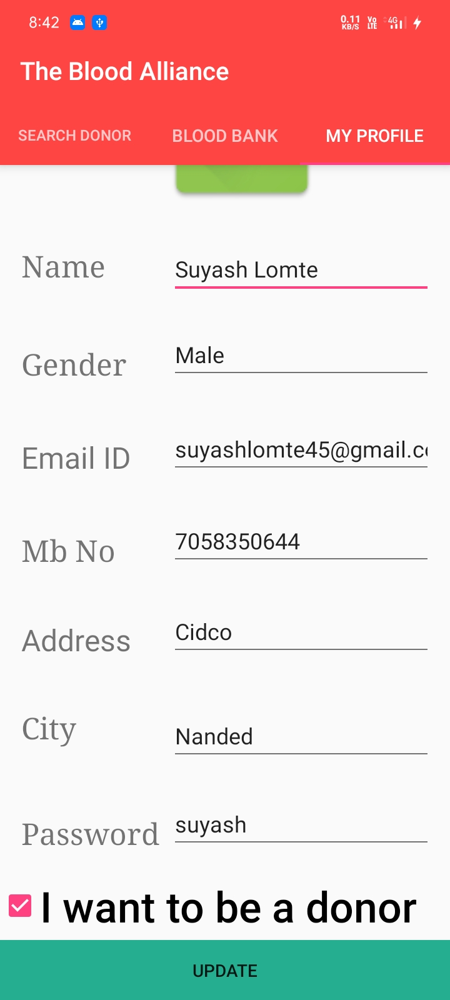 8:42 0.11 KB/S Vo LTE 4G
The Blood Alliance
SEARCH DONOR BLOOD BANK MY PROFILE
Name Suyash Lomte
Gender Male
Email ID suyashlomte45@gmail.c
Mb No 7058350644
Address Cidco
City Nanded
Password suyash
I want to be a donor
UPDATE